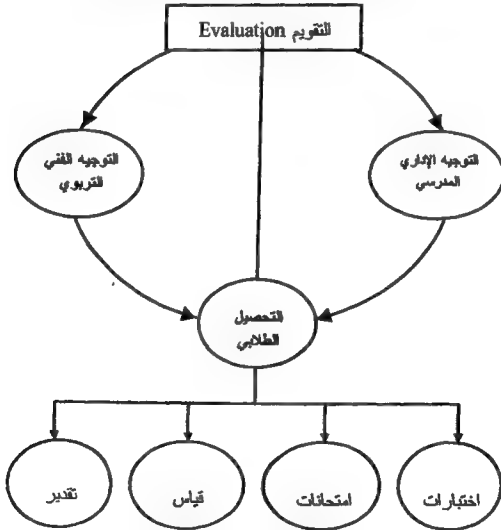 التقويم Evaluation
التوجيه الإداري
المدرسي
التوجيه الفني
التربوي
التحصيل
الطلابي
اختبارات
امتحانات
قياس
تقدير